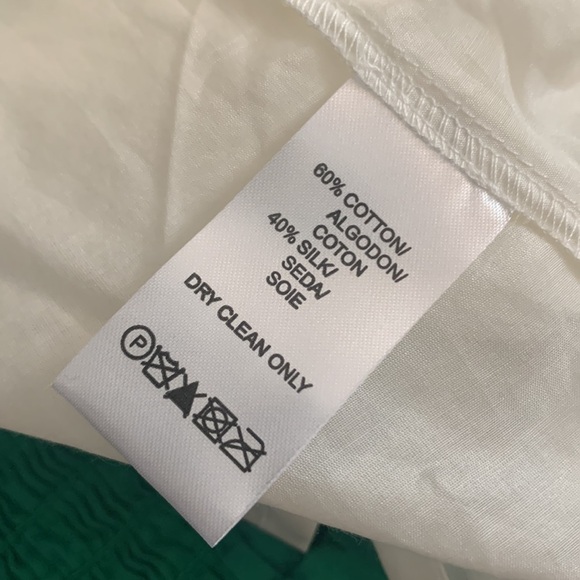 60% COTTON/
ALGODON/
COTON
40% SILK/
SEDA/
SOIE
DRY CLEAN ONLY
P